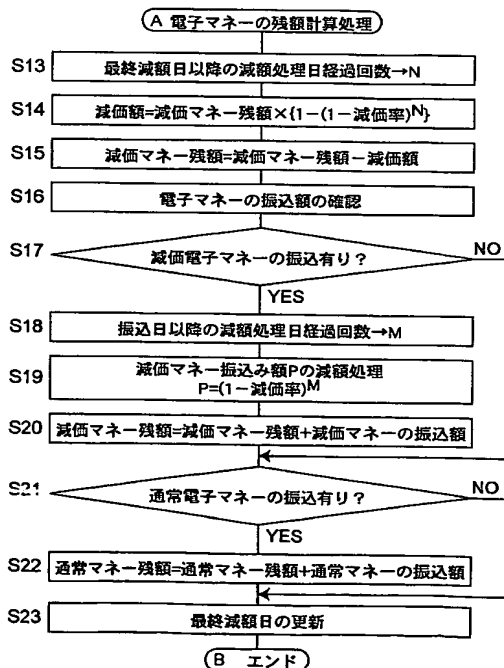 A 電子マネーの残額計算処理
S13 最終減額日以降の減額処理日経過回数→N
S14 減価額=減価マネー残額×{1-(1-減価率)^N}
S15 減価マネー残額=減価マネー残額-減価額
S16 電子マネーの振込額の確認
S17 減価電子マネーの振込有り? NO
YES
S18 振込日以降の減額処理日経過回数→M
S19 減価マネー振込み額Pの減額処理
P=(1-減価率)^M
S20 減価マネー残額=減価マネー残額+減価マネーの振込額
S21 通常電子マネーの振込有り? NO
YES
S22 通常マネー残額=通常マネー残額+通常マネーの振込額
S23 最終減額日の更新
B エンド